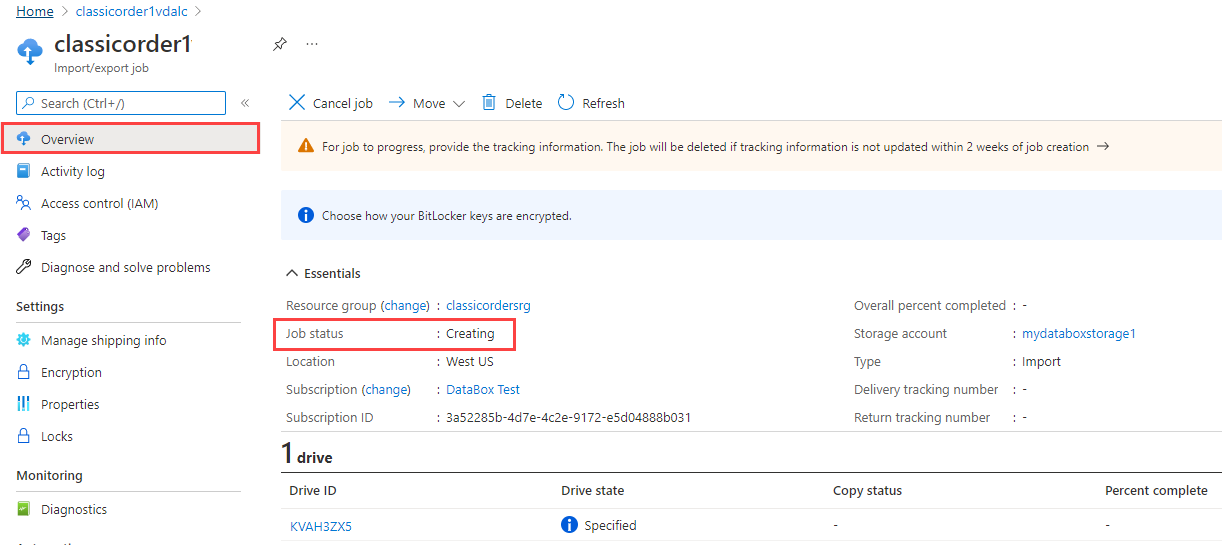 Home > classicorder1vdalc >
classicorder1 ...
Import/export job
Search (Ctrl+/) «
Cancel job Move Delete Refresh
Overview
For job to progress, provide the tracking information. The job will be deleted if tracking information is not updated within 2 weeks of job creation →
Activity log
Access control (IAM)
Choose how your BitLocker keys are encrypted.
Tags
Diagnose and solve problems
Essentials
Settings
Resource group (change) : classicordersrg Overall percent completed : -
Manage shipping info
Job status : Creating Storage account : mydataboxstorage1
Encryption
Location : West US Type : Import
Properties
Subscription (change) : DataBox Test Delivery tracking number : -
Locks
Subscription ID : 3a52285b-4d7e-4c2e-9172-e5d04888b031 Return tracking number : -
Monitoring
1 drive
Diagnostics
Drive ID Drive state Copy status Percent complete
KVAH3ZX5 Specified - -